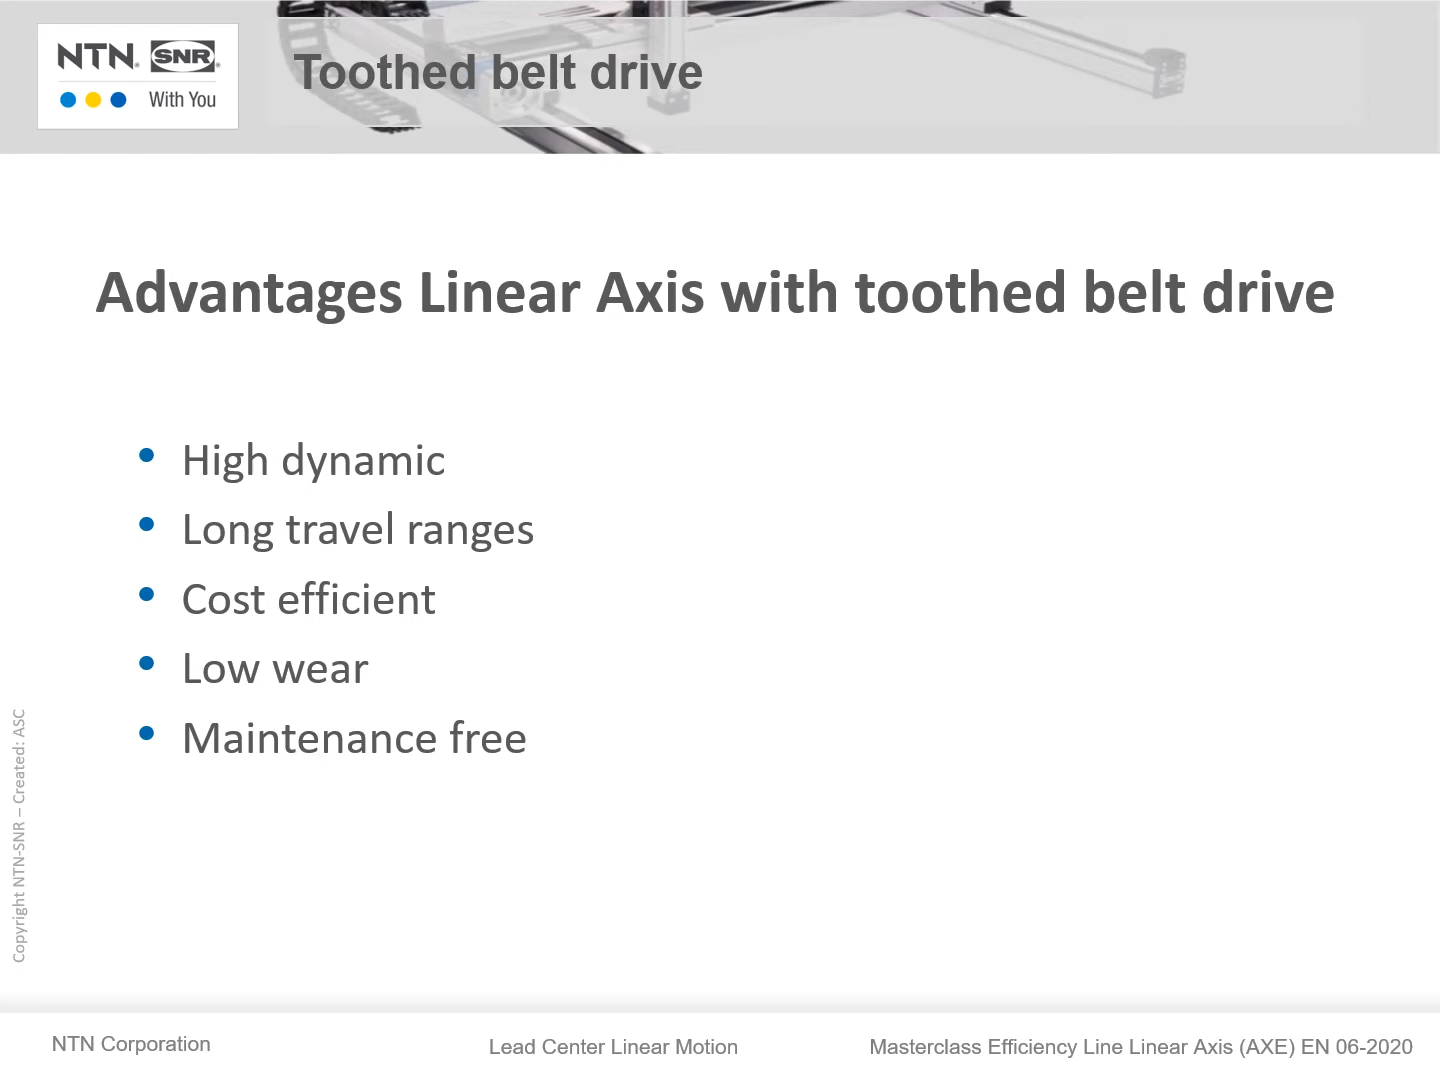 NTN® SNR®
With You
Toothed belt drive
Advantages Linear Axis with toothed belt drive
• High dynamic
• Long travel ranges
• Cost efficient
• Low wear
• Maintenance free
Copyright NTN-SNR – Created: ASC
NTN Corporation
Lead Center Linear Motion
Masterclass Efficiency Line Linear Axis (AXE) EN 06-2020